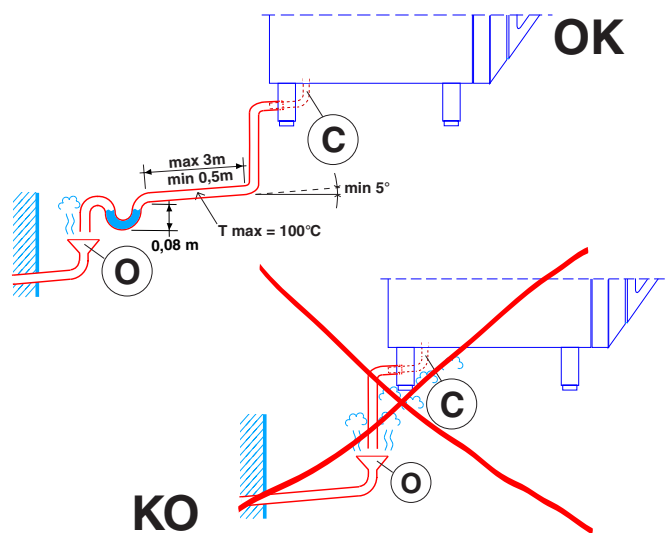 OK
C
max 3m
min 0,5m
min 5°
T max = 100°C
0,08 m
O
C
O
KO